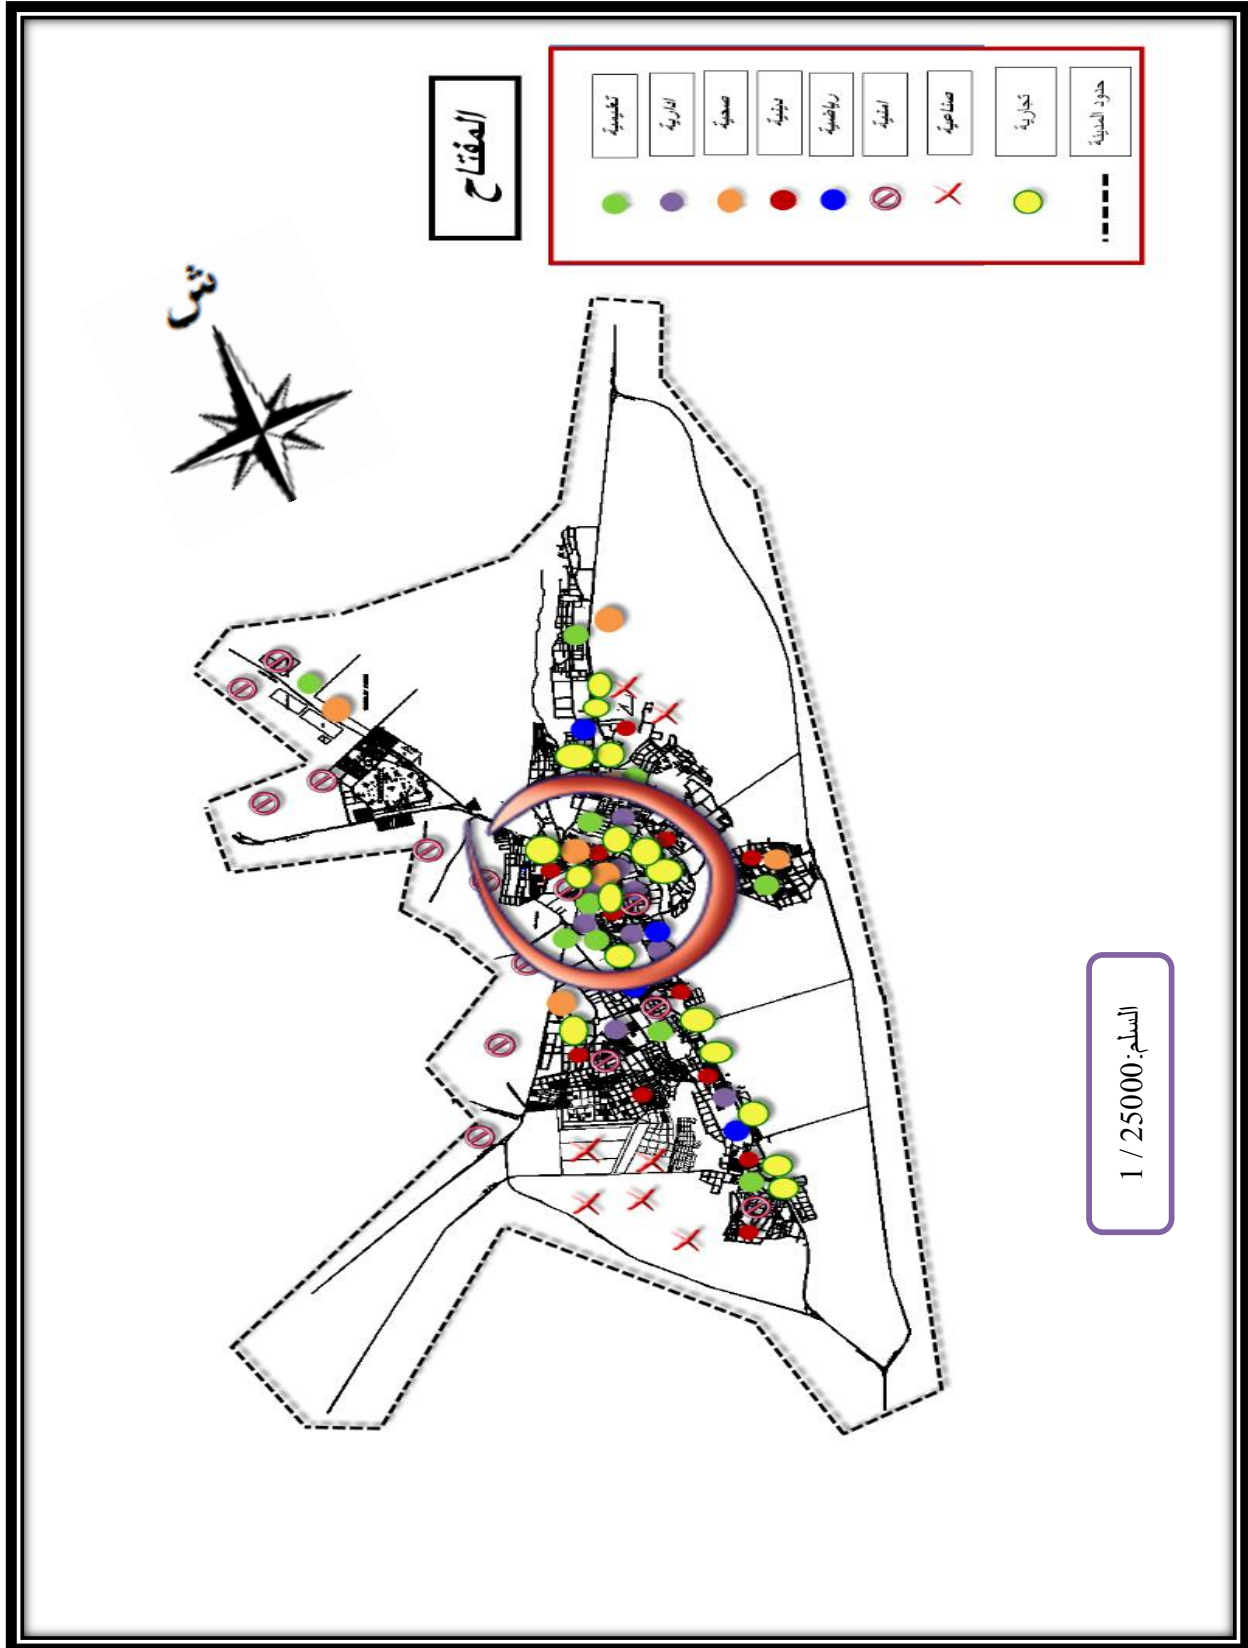 المفتاح
تعليمية
ادارية
صحية
دينية
رياضية
امنية
صناعية
تجارية
حدود المدينة
ش
السلم:25000 / 1